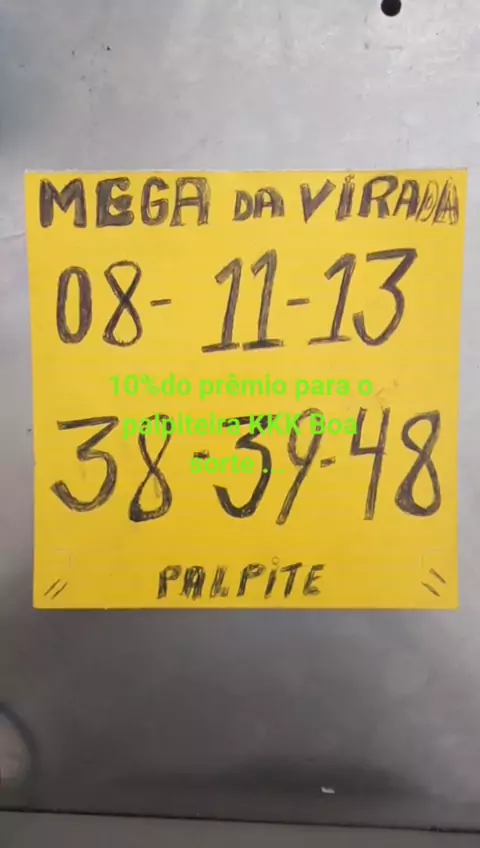 MEGA DA VIRADA
08- 11-13
10%do prêmio para o
palpiteira KKK Boa
sorte ...
38-39-48
PALPITE